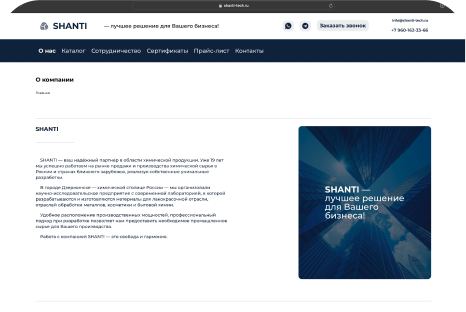 shanti-tech.ru
SHANTI
— лучшее решение для Вашего бизнеса!
Заказать звонок
info@shanti-tech.ru
+7 960-162-33-66
О нас Каталог Сотрудничество Сертификаты Прайс-лист Контакты
О компании
Главная
SHANTI
SHANTI — ваш надёжный партнер в области химической продукции. Уже 19 лет
мы успешно работаем на рынке продажи и производства химической сырья в
России и странах ближнего зарубежья, реализуя собственные уникальные
разработки.
В городе Дзержинске — химической столице России — мы организовали
научно-исследовательское предприятие с современной лабораторией, в которой
разрабатываются и изготовляются материалы для лакокрасочной отрасли,
отраслей обработки металлов, косметики и бытовой химии.
Удобное расположение производственных мощностей, профессиональный
подход при разработке позволяет нам предоставить необходимое промышленное
сырье для Вашего производства.
Работа с компанией SHANTI — это свобода и гармония.
SHANTI —
лучшее решение
для Вашего
бизнеса!